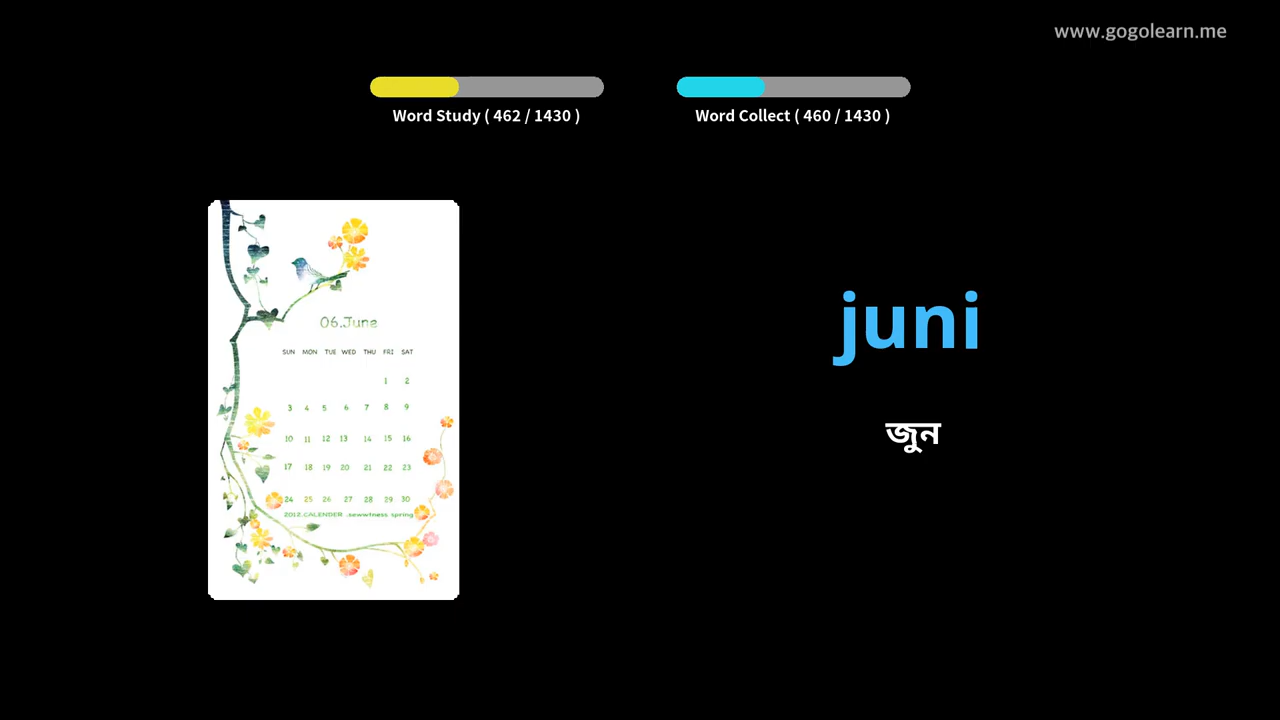 www.gogolearn.me
Word Study ( 462 / 1430 )
Word Collect ( 460 / 1430 )
06.June
SUN MON TUE WED THU FRI SAT
1 2
3 4 5 6 7 8 9
10 11 12 13 14 15 16
17 18 19 20 21 22 23
24 25 26 27 28 29 30
2012.CALENDER .sewwtness spring
juni
জুন